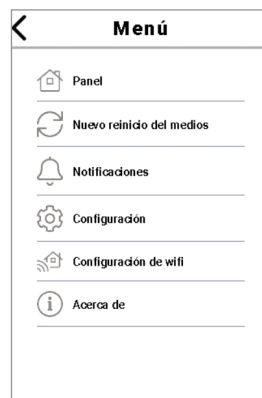 Menú
Panel
Nuevo reinicio del medios
Notificaciones
Configuración
Configuración de wifi
Acerca de